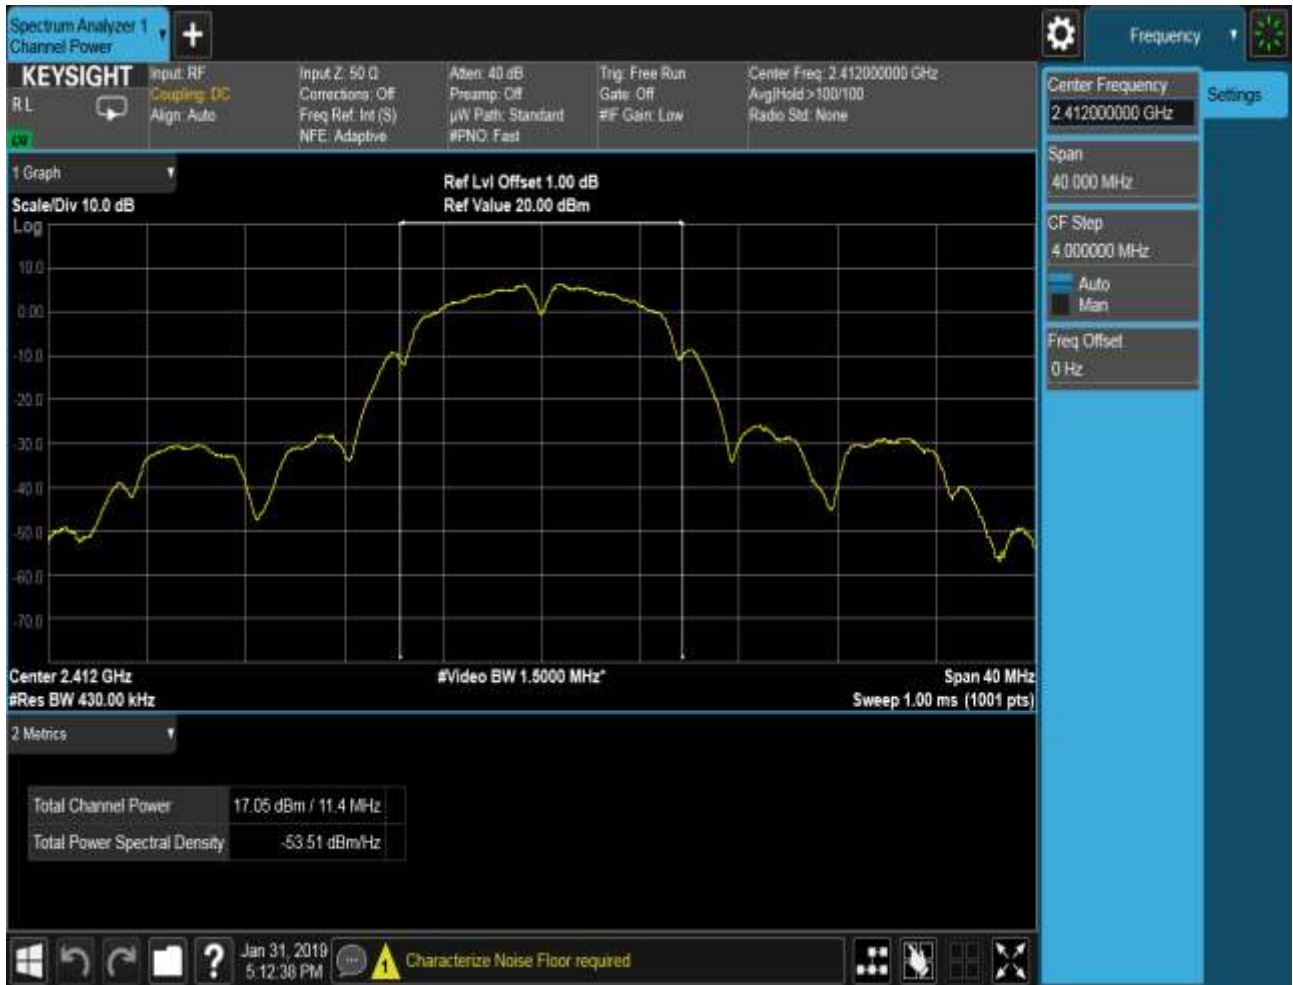 Spectrum Analyzer 1
Channel Power
Frequency
KEYSIGHT
R L
Input: RF
Coupling: DC
Align: Auto
Input Z: 50 Ω
Corrections: Off
Freq Ref: Int (S)
NFE: Adaptive
Atten: 40 dB
Preamp: Off
µW Path: Standard
#PNO: Fast
Trig: Free Run
Gate: Off
#IF Gain: Low
Center Freq: 2.412000000 GHz
Avg|Hold:>100/100
Radio Std: None
Center Frequency
2.412000000 GHz
Settings
Span
40.000 MHz
CF Step
4.000000 MHz
Auto
Man
Freq Offset
0 Hz
1 Graph
Scale/Div 10.0 dB
Ref Lvl Offset 1.00 dB
Ref Value 20.00 dBm
Log
10.0
0.00
-10.0
-20.0
-30.0
-40.0
-50.0
-60.0
-70.0
Center 2.412 GHz
#Video BW 1.5000 MHz*
Span 40 MHz
#Res BW 430.00 kHz
Sweep 1.00 ms (1001 pts)
2 Metrics
Total Channel Power 17.05 dBm / 11.4 MHz
Total Power Spectral Density -53.51 dBm/Hz
?
Jan 31, 2019
5:12:38 PM
1
Characterize Noise Floor required